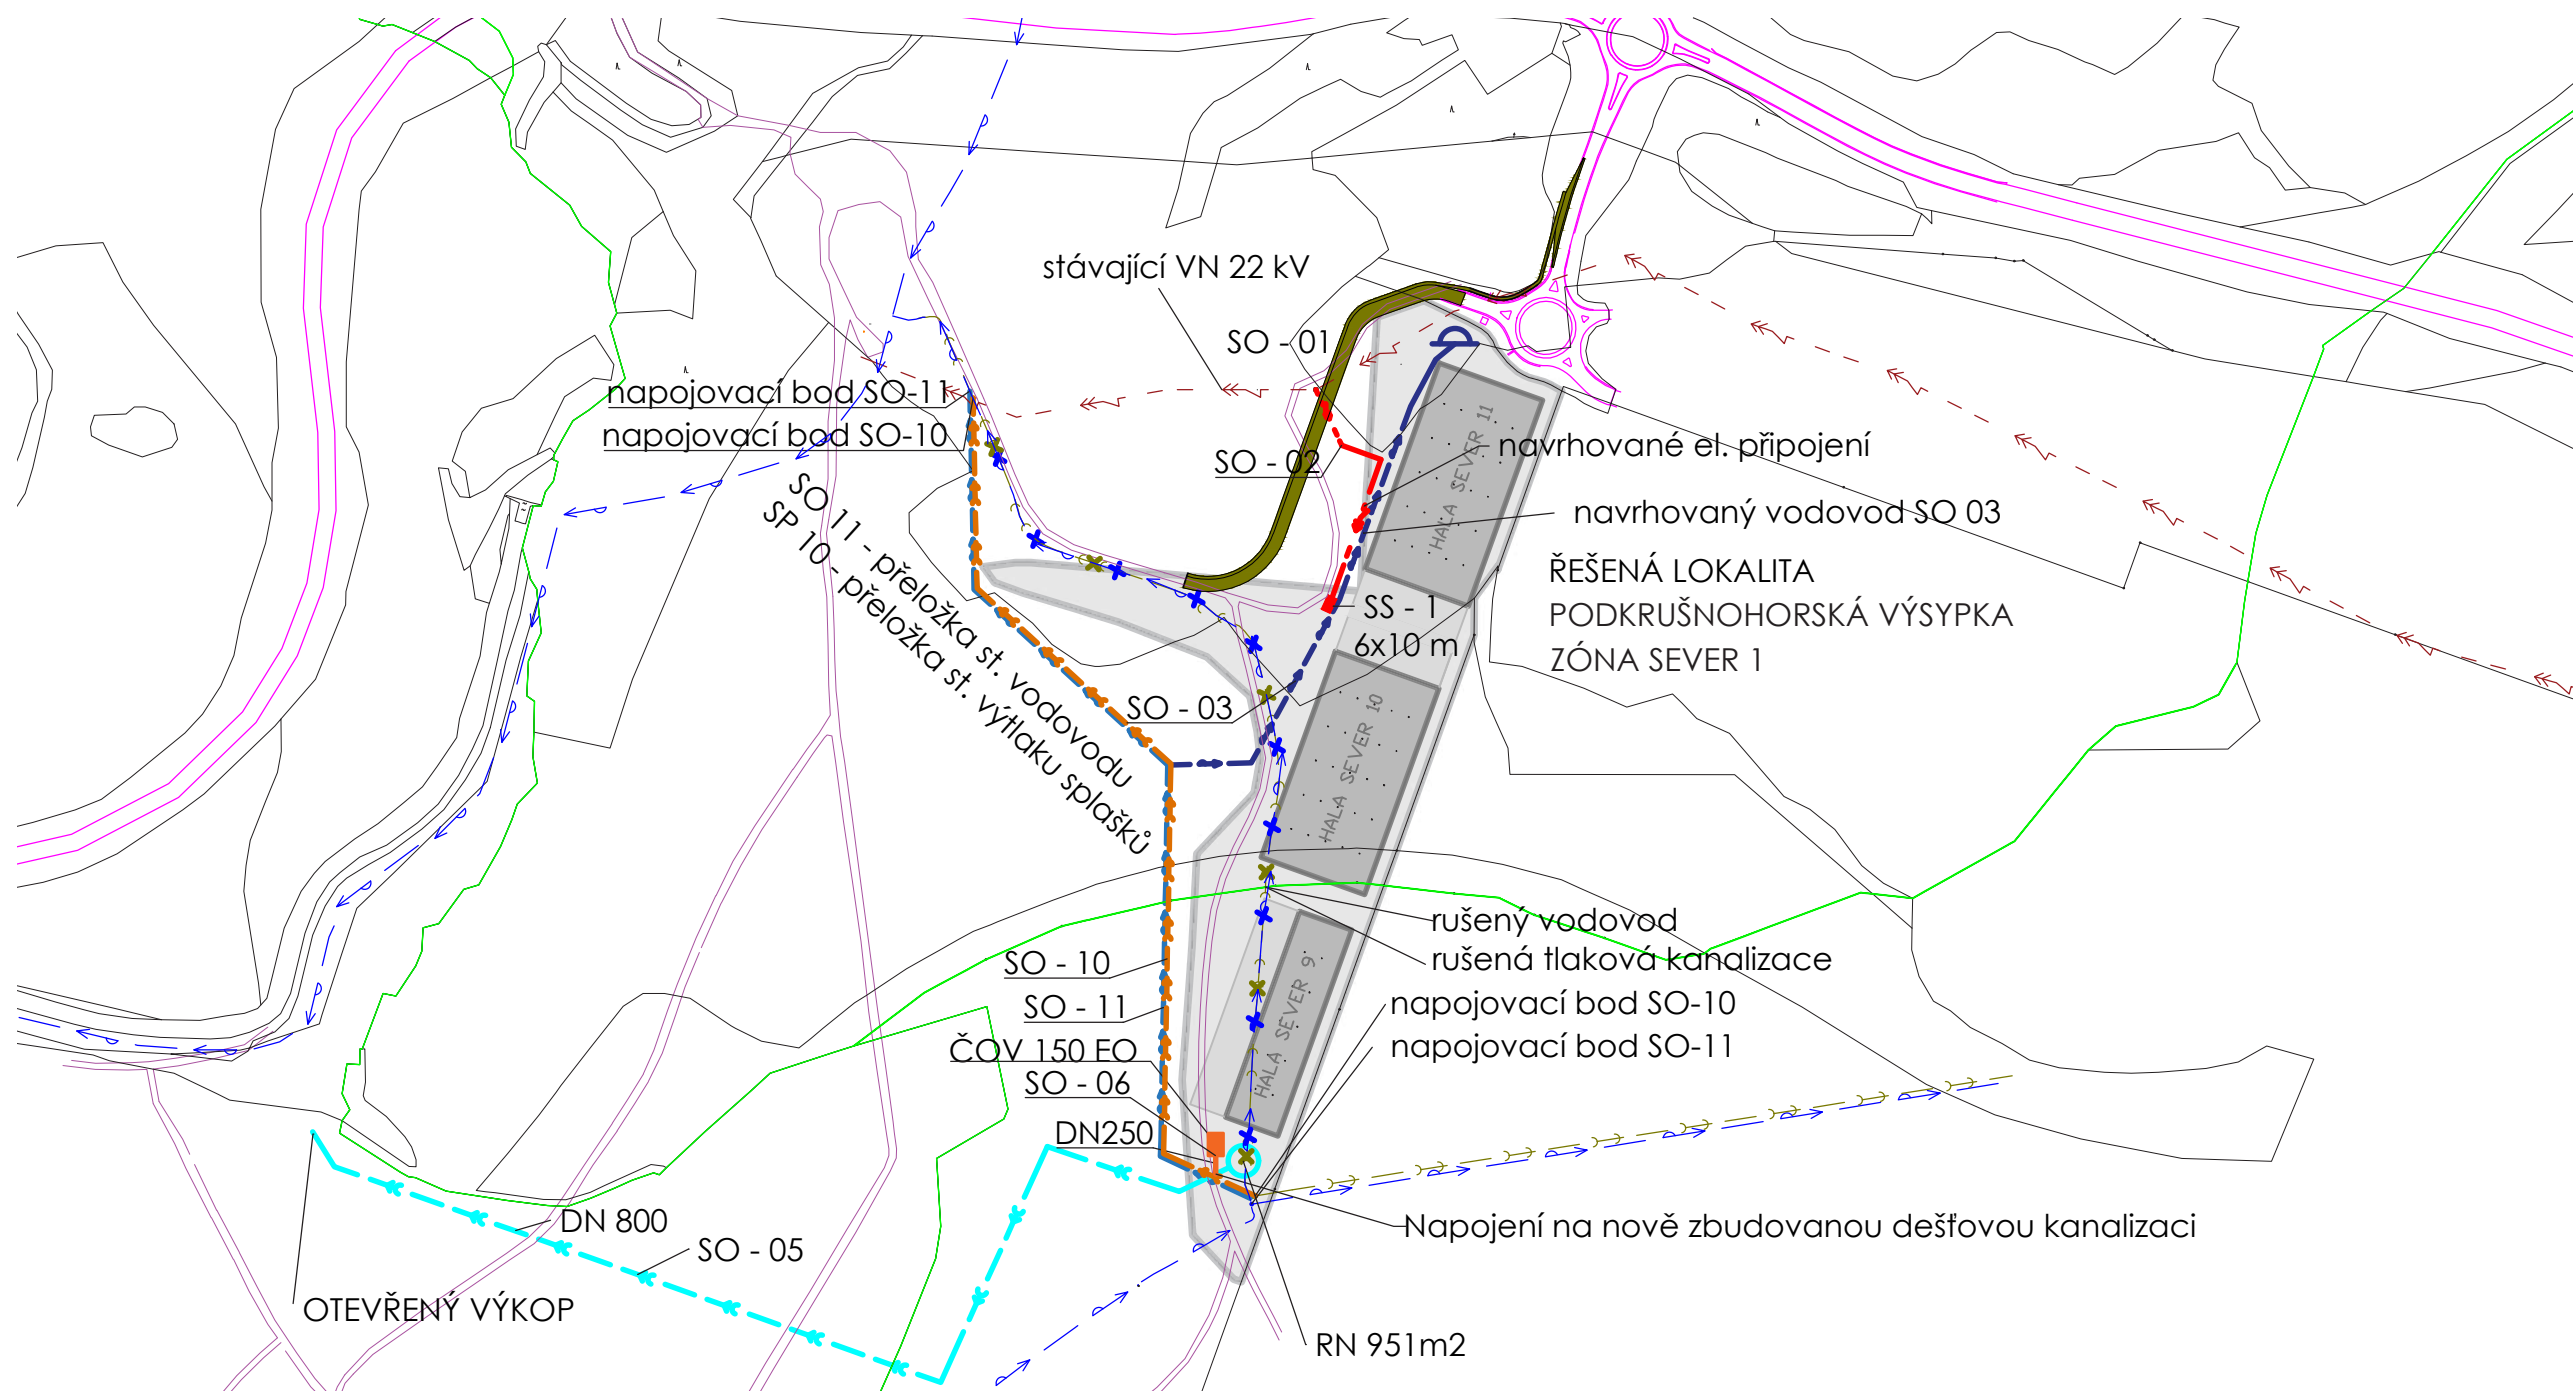 stávající VN 22 kV
SO - 01
napojovací bod SO-11
napojovací bod SO-10
SO - 02
HALA SEVER 11
navrhované el. připojení
navrhovaný vodovod SO 03
ŘEŠENÁ LOKALITA
PODKRUŠNOHORSKÁ VÝSYPKA
ZÓNA SEVER 1
SS - 1
6x10 m
SO 11 - přeložka st. vodovodu
SP 10 - přeložka st. výtlaku splašků
SO - 03
HALA SEVER 10
rušený vodovod
rušená tlaková kanalizace
SO - 10
SO - 11
napojovací bod SO-10
napojovací bod SO-11
HALA SEVER 9
ČOV 150 EO
SO - 06
DN250
DN 800
SO - 05
Napojení na nově zbudovanou dešťovou kanalizaci
OTEVŘENÝ VÝKOP
RN 951m2